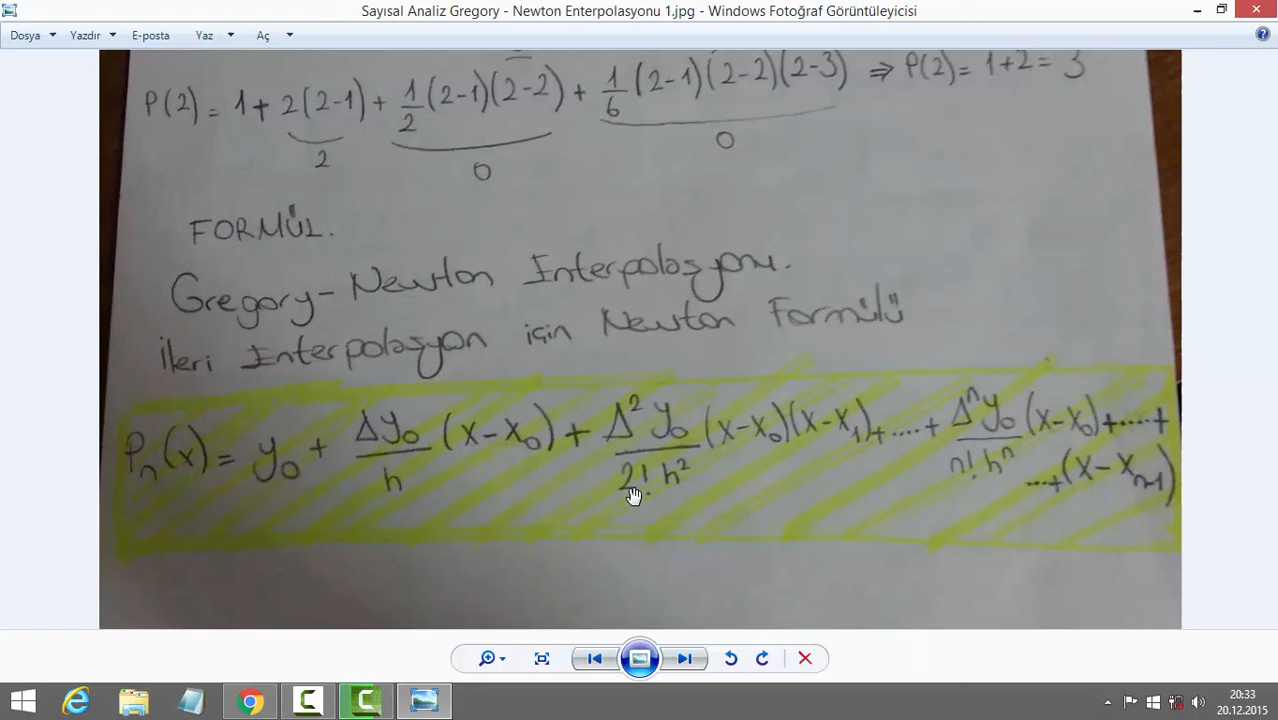 Sayısal Analiz Gregory - Newton Enterpolasyonu 1.jpg - Windows Fotoğraf Görüntüleyicisi
Dosya Yazdır E-posta Yaz Aç
P(2) = 1 + 2(2-1) + 1/2 (2-1)(2-2) + 1/6 (2-1)(2-2)(2-3) ⇒ P(2) = 1+2 = 3
2 0 0
FORMÜL.
Gregory-Newton Interpolasyonu.
İleri Interpolasyon için Newton Formülü
Pₙ(x) = y₀ + Δy₀/h (x-x₀) + Δ²y₀/2! h² (x-x₀)(x-x₁)+....+ Δⁿy₀/n! hⁿ (x-x₀)+....+
...+(x-xₙ₋₁)
20:33
20.12.2015